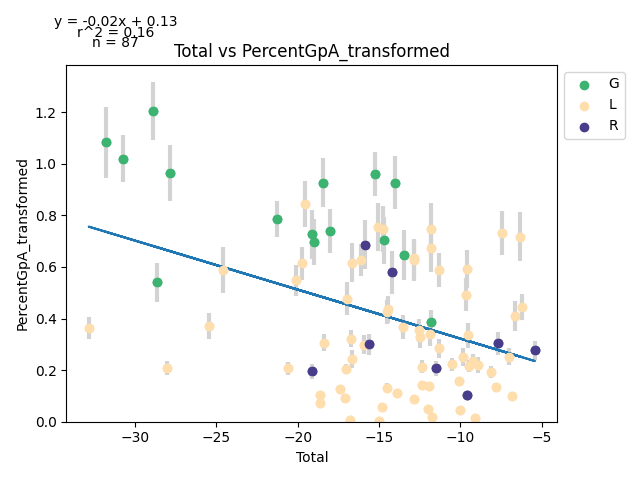 y = -0.02x + 0.13
r^2 = 0.16
n = 87
Total vs PercentGpA_transformed
G
L
R
PercentGpA_transformed
1.2
1.0
0.8
0.6
0.4
0.2
0.0
−30
−25
−20
−15
−10
−5
Total